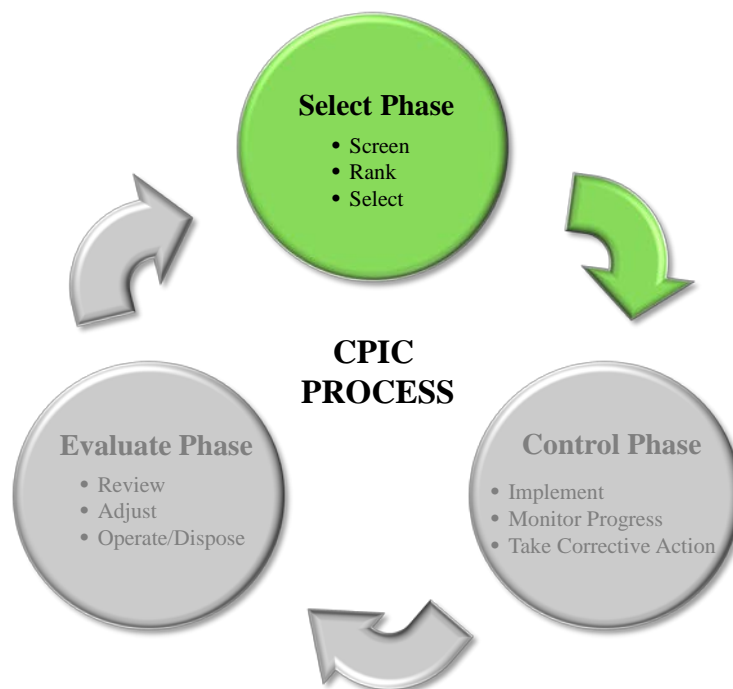 Select Phase
• Screen
• Rank
• Select
CPIC
PROCESS
Evaluate Phase
• Review
• Adjust
• Operate/Dispose
Control Phase
• Implement
• Monitor Progress
• Take Corrective Action